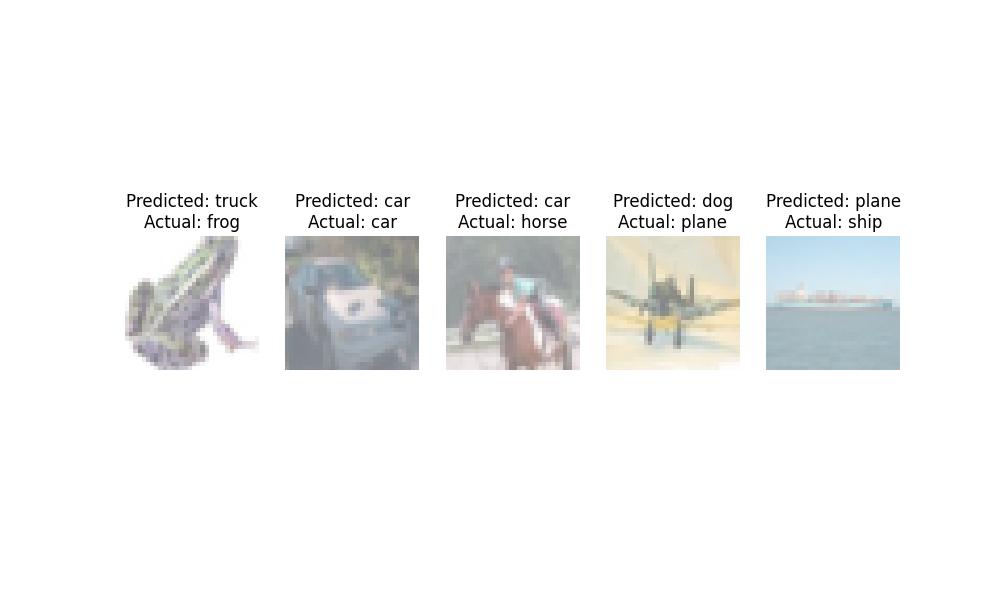 Predicted: truck
Actual: frog
Predicted: car
Actual: car
Predicted: car
Actual: horse
Predicted: dog
Actual: plane
Predicted: plane
Actual: ship